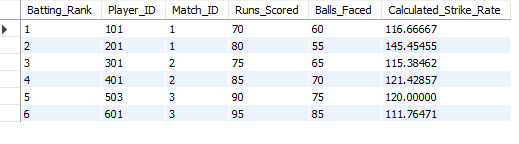 Batting_Rank Player_ID Match_ID Runs_Scored Balls_Faced Calculated_Strike_Rate
1 101 1 70 60 116.66667
2 201 1 80 55 145.45455
3 301 2 75 65 115.38462
4 401 2 85 70 121.42857
5 503 3 90 75 120.00000
6 601 3 95 85 111.76471